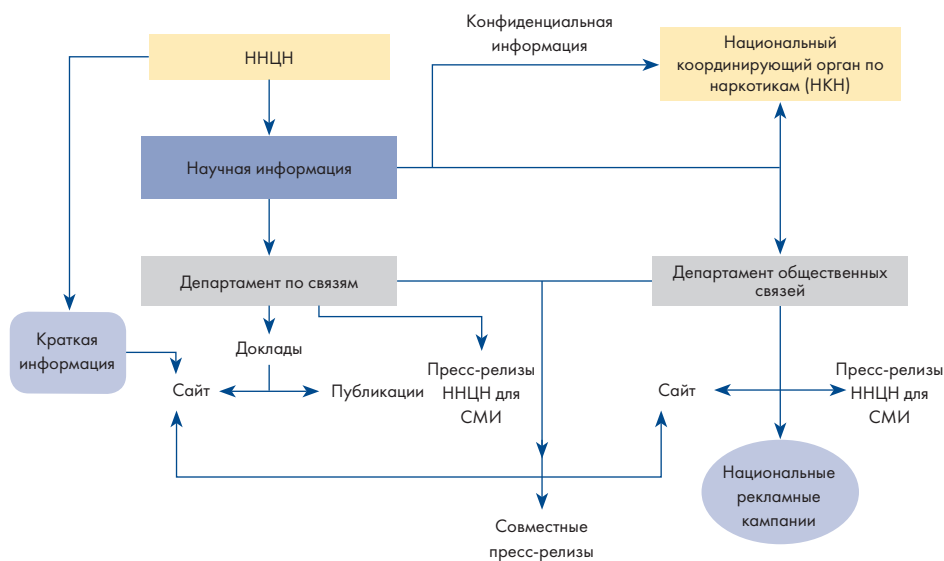 Конфиденциальная
информация
ННЦН
Национальный
координирующий орган по
наркотикам (НКН)
Научная информация
Департамент по связям
Департамент общественных
связей
Краткая
информация
Доклады
Сайт
Публикации
Пресс-релизы
ННЦН для
СМИ
Сайт
Пресс-релизы
ННЦН для
СМИ
Национальные
рекламные
кампании
Совместные
пресс-релизы